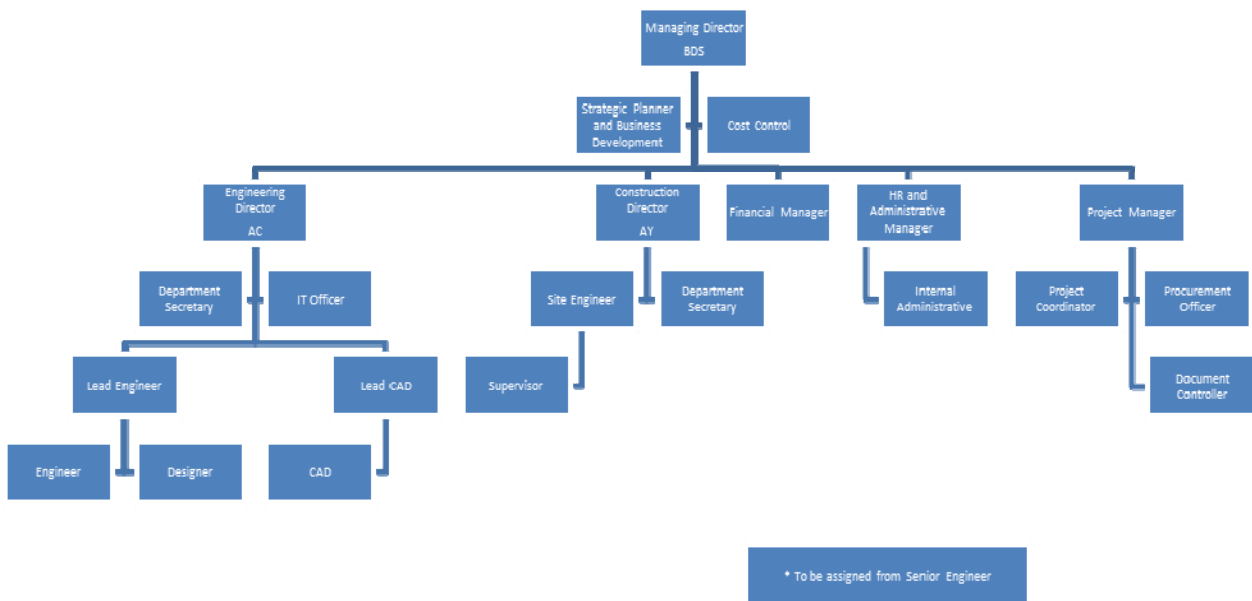 Managing Director
BDS
Strategic Planner
and Business
Development
Cost Control
Engineering
Director
AC
Construction
Director
AY
Financial Manager
HR and
Administrative
Manager
Project Manager
Department
Secretary
IT Officer
Site Engineer
Department
Secretary
Internal
Administrative
Project
Coordinator
Procurement
Officer
Lead Engineer
Lead CAD
Supervisor
Document
Controller
Engineer
Designer
CAD
* To be assigned from Senior Engineer